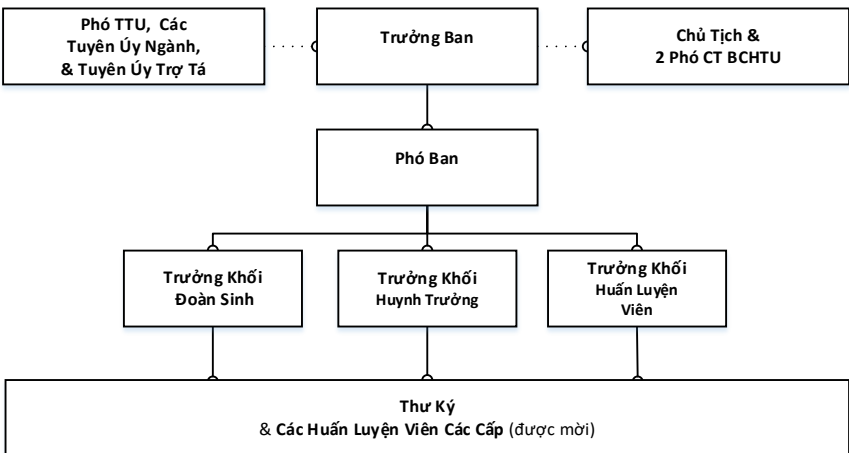 Phó TTU, Các
Tuyên Úy Ngành,
& Tuyên Úy Trợ Tá
Trưởng Ban
Chủ Tịch &
2 Phó CT BCHTU
Phó Ban
Trưởng Khối
Đoàn Sinh
Trưởng Khối
Huynh Trưởng
Trưởng Khối
Huấn Luyện
Viên
Thư Ký
& Các Huấn Luyện Viên Các Cấp (được mời)